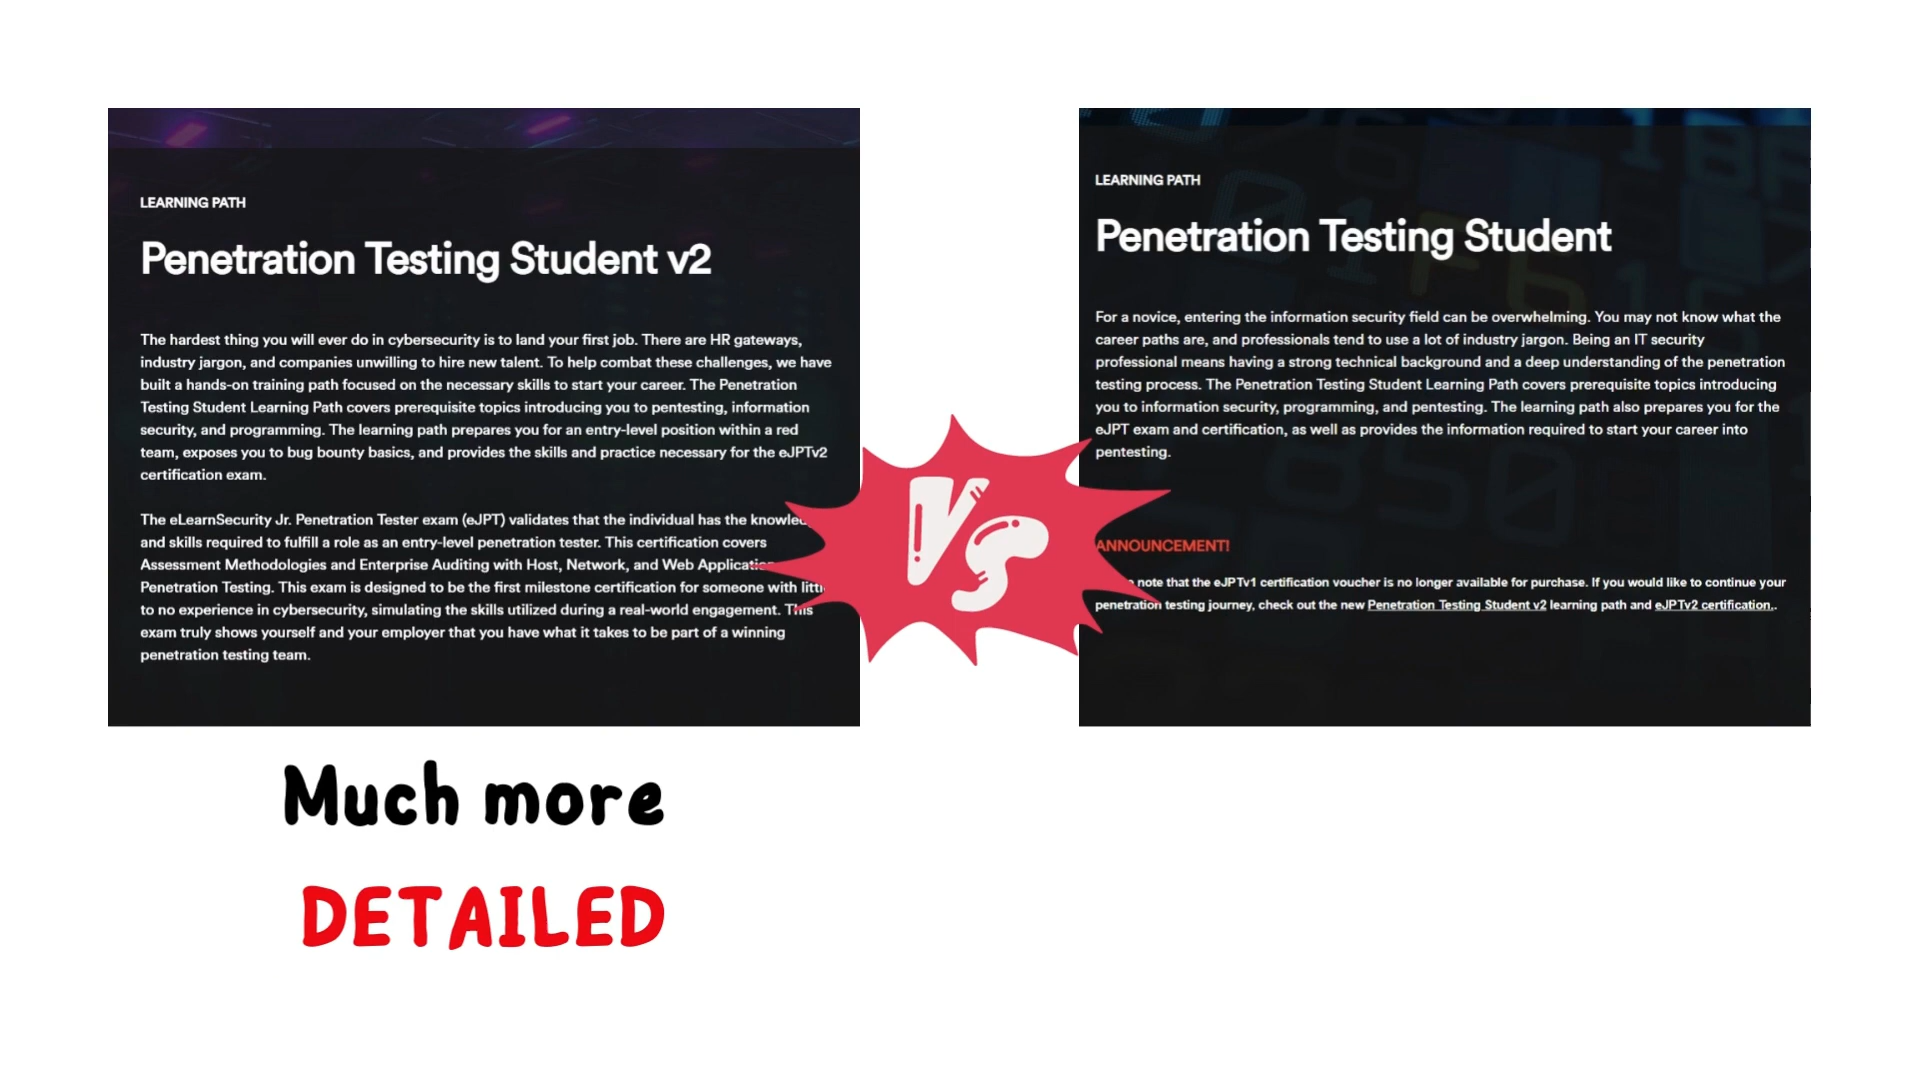 LEARNING PATH
Penetration Testing Student v2
The hardest thing you will ever do in cybersecurity is to land your first job. There are HR gateways,
industry jargon, and companies unwilling to hire new talent. To help combat these challenges, we have
built a hands-on training path focused on the necessary skills to start your career. The Penetration
Testing Student Learning Path covers prerequisite topics introducing you to pentesting, information
security, and programming. The learning path prepares you for an entry-level position within a red
team, exposes you to bug bounty basics, and provides the skills and practice necessary for the eJPTv2
certification exam.
The eLearnSecurity Jr. Penetration Tester exam (eJPT) validates that the individual has the
and skills required to fulfill a role as an entry-level penetration tester. This certification covers
Assessment Methodologies and Enterprise Auditing with Host, Network, and Web
Penetration Testing. This exam is designed to be the first milestone certification for someone with
to no experience in cybersecurity, simulating the skills utilized during a real-world engagement. This
exam truly shows yourself and your employer that you have what it takes to be part of a winning
penetration testing team.
Vs
LEARNING PATH
Penetration Testing Student
For a novice, entering the information security field can be overwhelming. You may not know what the
career paths are, and professionals tend to use a lot of industry jargon. Being an IT security
professional means having a strong technical background and a deep understanding of the penetration
testing process. The Penetration Testing Student Learning Path covers prerequisite topics introducing
you to information security, programming, and pentesting. The learning path also prepares you for the
eJPT exam and certification, as well as provides the information required to start your career into
pentesting.
ANNOUNCEMENT!
note that the eJPTv1 certification voucher is no longer available for purchase. If you would like to continue your
penetration testing journey, check out the new Penetration Testing Student v2 learning path and eJPTv2 certification..
Much more
DETAILED